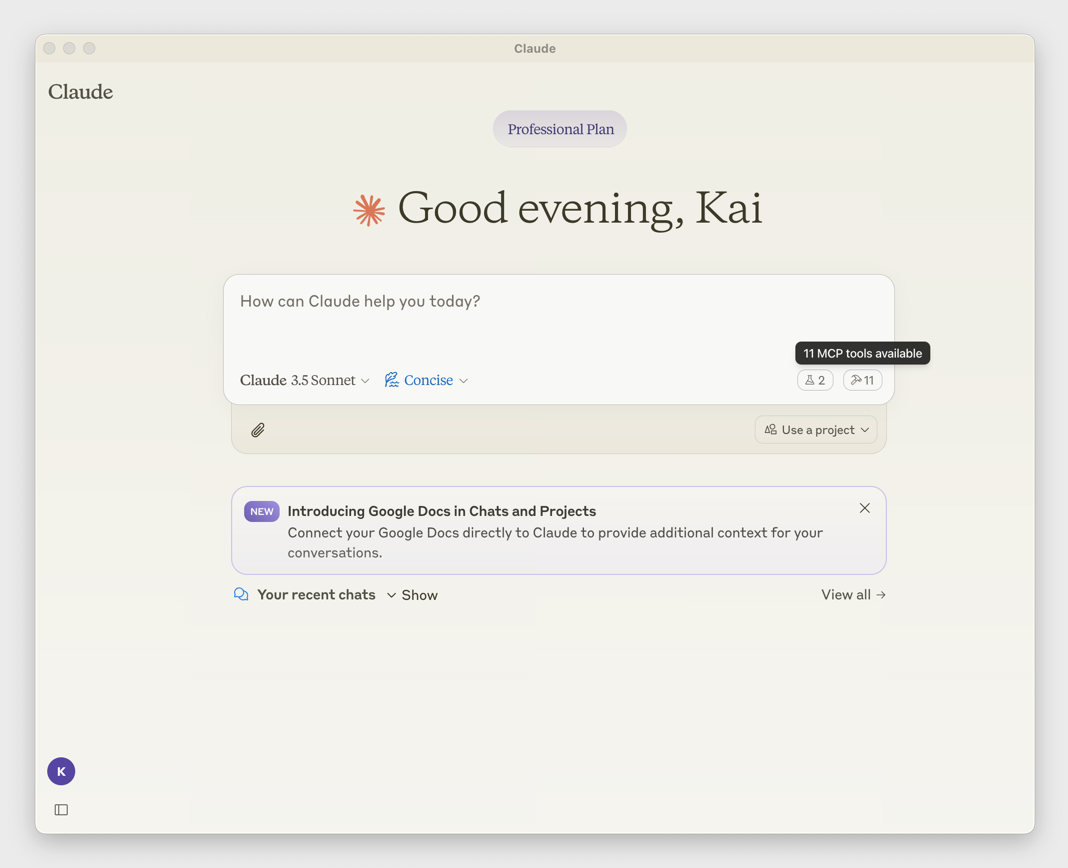 Claude
Claude
Professional Plan
Good evening, Kai
How can Claude help you today?
11 MCP tools available
Claude 3.5 Sonnet
Concise
2
11
Use a project
NEW
Introducing Google Docs in Chats and Projects
Connect your Google Docs directly to Claude to provide additional context for your
conversations.
Your recent chats
Show
View all →
K